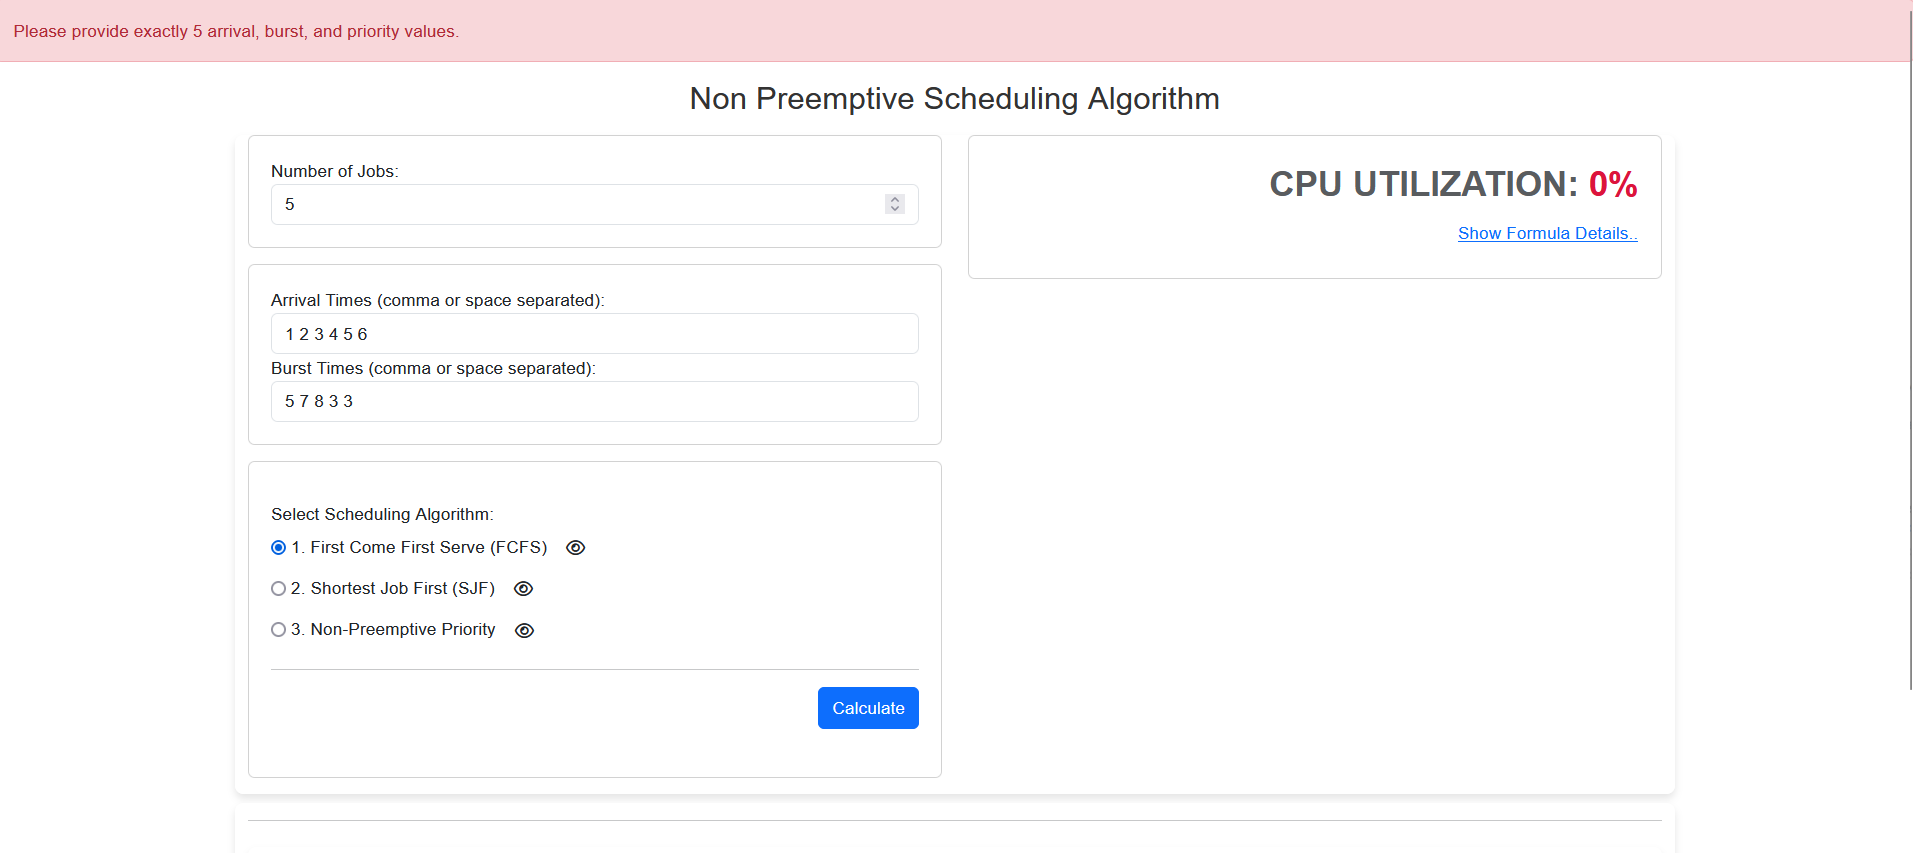 Please provide exactly 5 arrival, burst, and priority values.
Non Preemptive Scheduling Algorithm
Number of Jobs:
5
Arrival Times (comma or space separated):
1 2 3 4 5 6
Burst Times (comma or space separated):
5 7 8 3 3
Select Scheduling Algorithm:
1. First Come First Serve (FCFS)
2. Shortest Job First (SJF)
3. Non-Preemptive Priority
Calculate
CPU UTILIZATION: 0%
Show Formula Details..